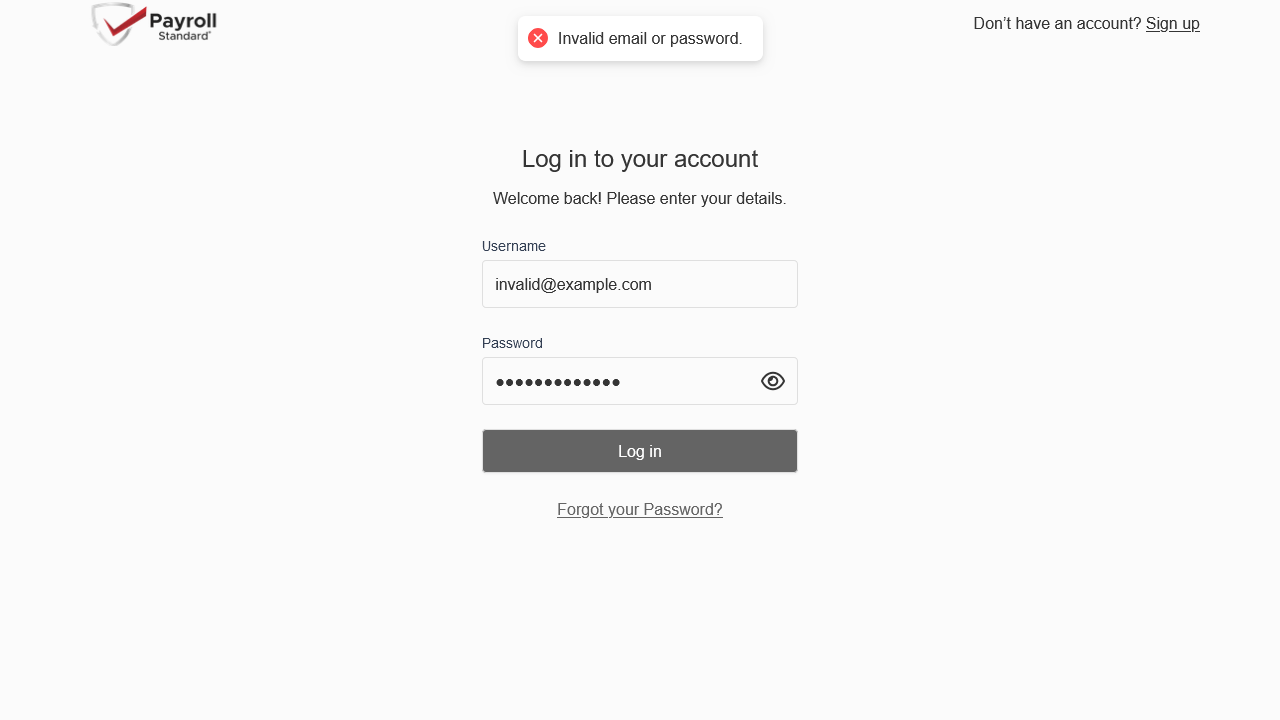 Payroll
Standard
Invalid email or password.
Don’t have an account? Sign up
Log in to your account
Welcome back! Please enter your details.
Username
invalid@example.com
Password
●●●●●●●●●●●●●
Log in
Forgot your Password?